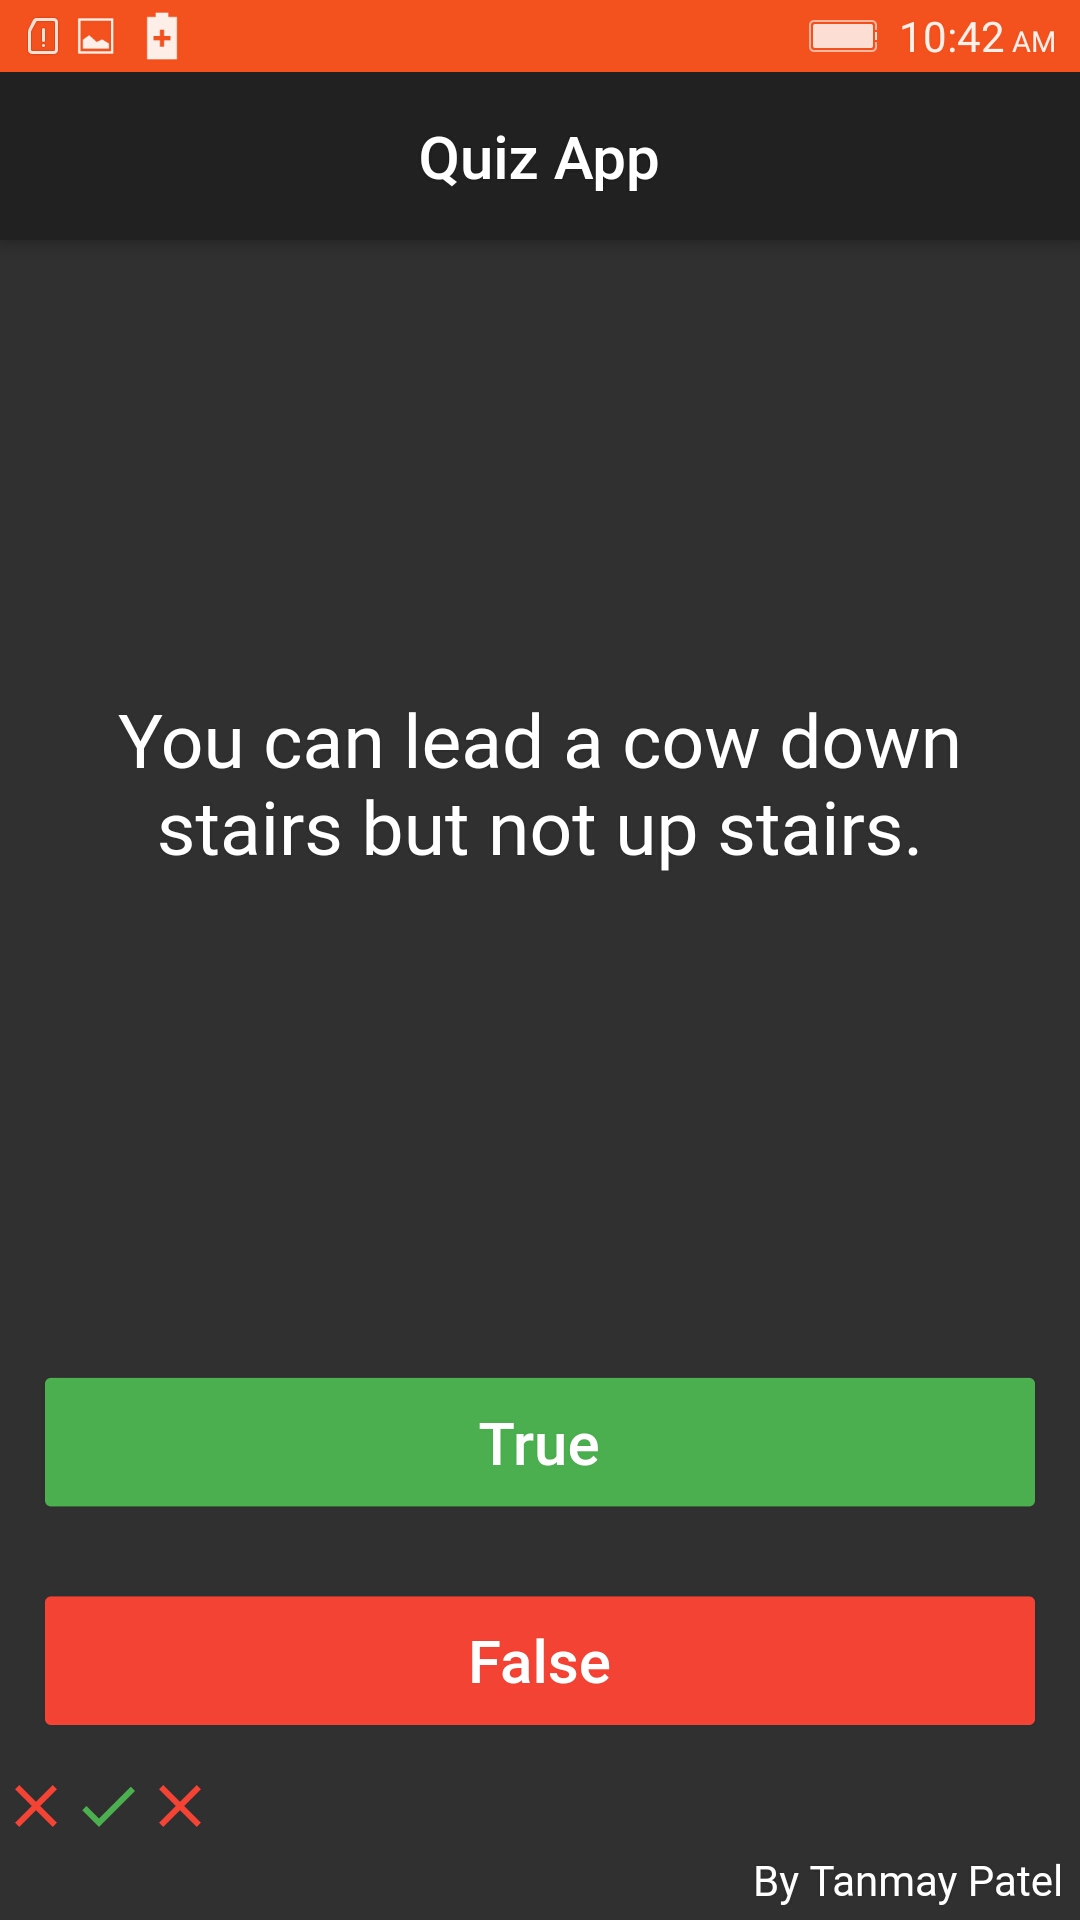 10:42 AM
Quiz App
You can lead a cow down
stairs but not up stairs.
True
False
By Tanmay Patel